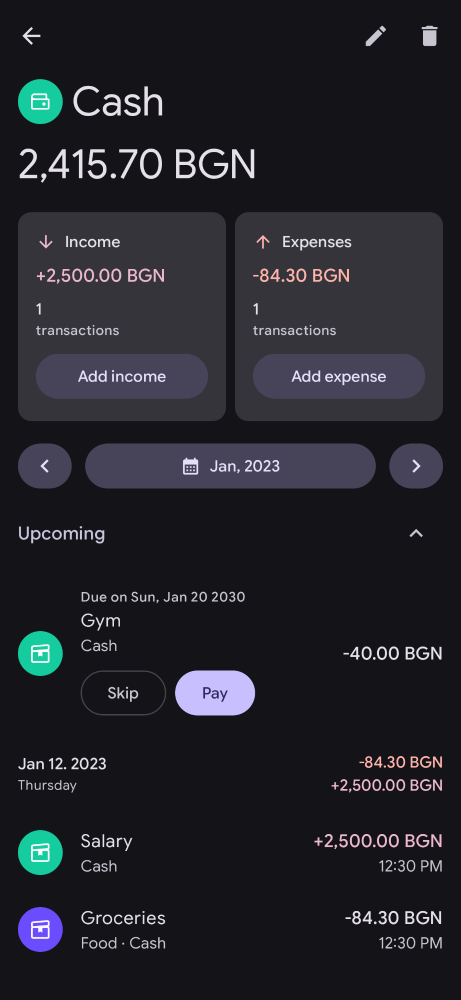 Cash
2,415.70 BGN
Income
+2,500.00 BGN
1
transactions
Add income
Expenses
-84.30 BGN
1
transactions
Add expense
Jan, 2023
Upcoming
Due on Sun, Jan 20 2030
Gym
Cash
-40.00 BGN
Skip
Pay
Jan 12. 2023
Thursday
-84.30 BGN
+2,500.00 BGN
Salary
Cash
+2,500.00 BGN
12:30 PM
Groceries
Food · Cash
-84.30 BGN
12:30 PM